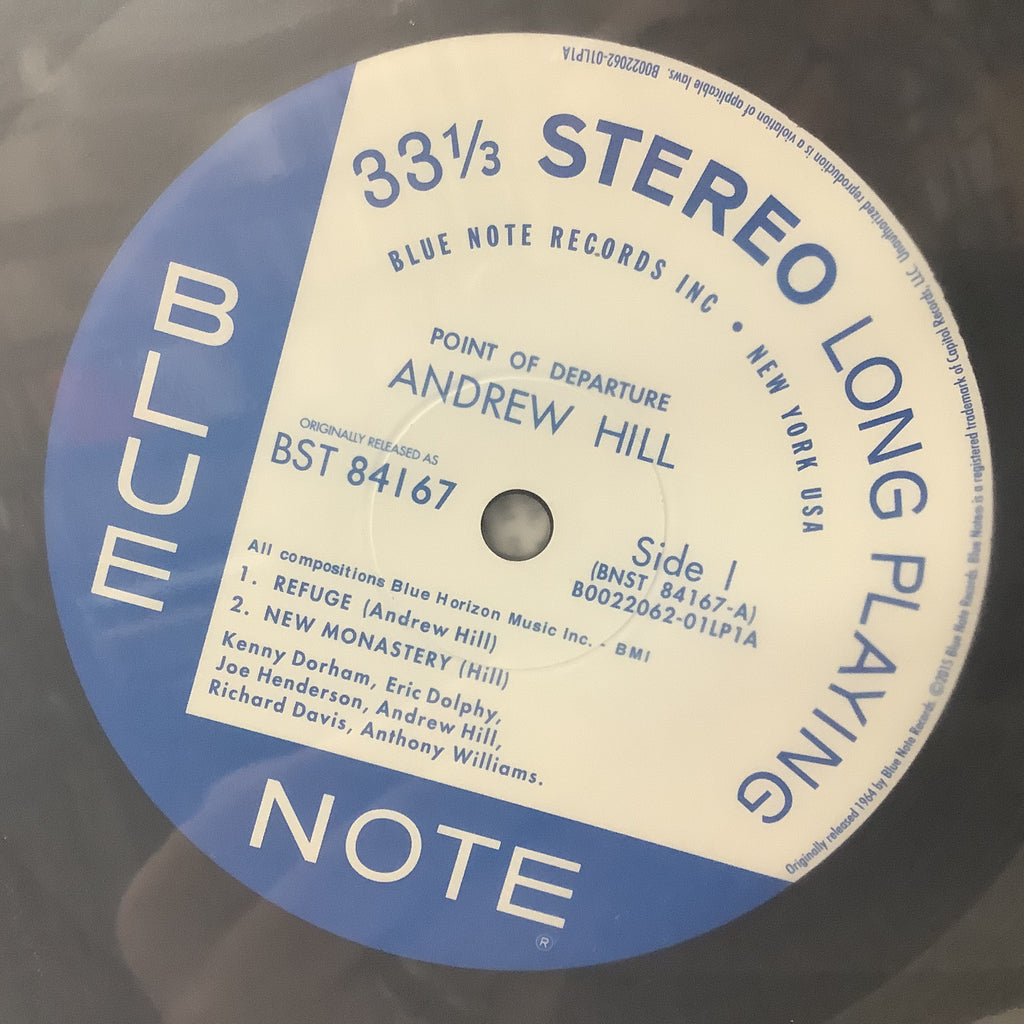 33⅓ STEREO LONG PLAYING
BLUE NOTE RECORDS INC • NEW YORK USA
POINT OF DEPARTURE
ANDREW HILL
ORIGINALLY RELEASED AS
BST 84167
Side 1
(BNST 84167-A)
B0022062-01LP1A
All compositions Blue Horizon Music Inc. - BMI
1. REFUGE (Andrew Hill)
2. NEW MONASTERY (Hill)
Kenny Dorham, Eric Dolphy,
Joe Henderson, Andrew Hill,
Richard Davis, Anthony Williams.
BLUE
NOTE
®
Originally released 1964 by Blue Note Records. ©2015 Blue Note Records. Blue Note® is a registered trademark of Capitol Records, LLC. Unauthorized reproduction is a violation of applicable laws. B0022062-01LP1A